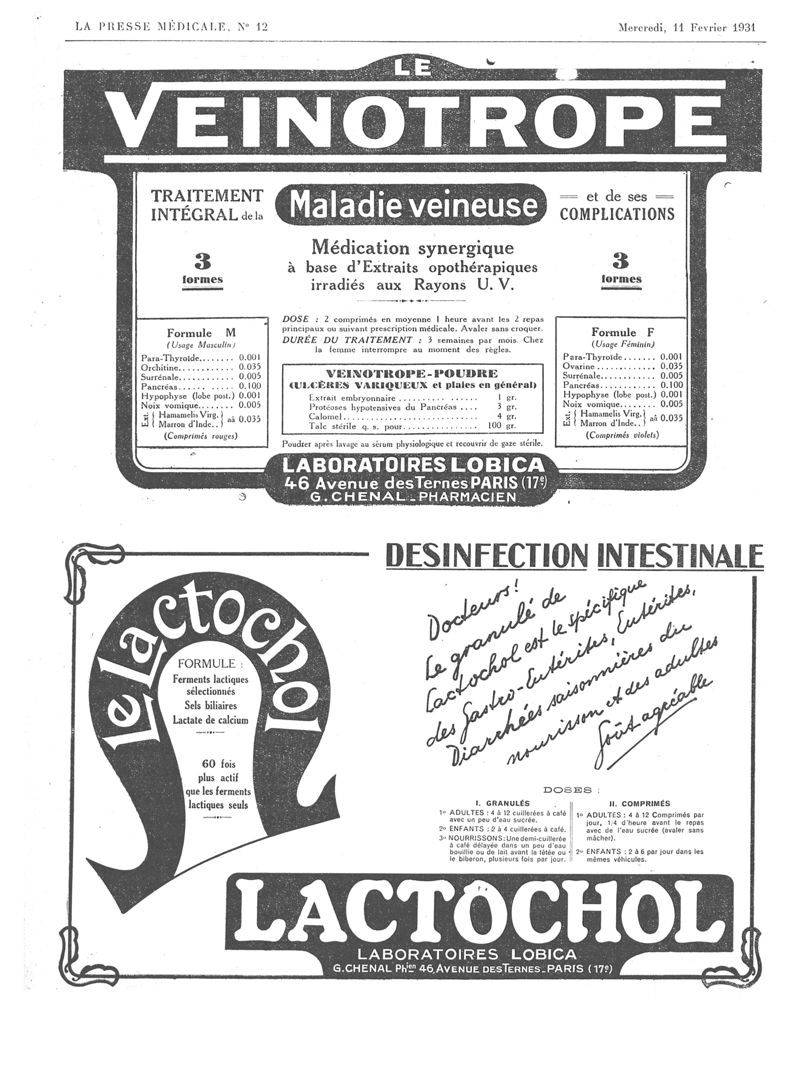 LA PRESSE MÉDICALE, N° 12
Mercredi, 11 Fevrier 1931
LE
VEINOTROPE
TRAITEMENT
INTÉGRAL de la
Maladie veineuse
et de ses
COMPLICATIONS
3
formes
Médication synergique
à base d'Extraits opothérapiques
irradiés aux Rayons U. V.
3
formes
DOSE : 2 comprimés en moyenne 1 heure avant les 2 repas
principaux ou suivant prescription médicale. Avaler sans croquer.
DURÉE DU TRAITEMENT : 3 semaines par mois. Chez
la femme interrompre au moment des règles.
Formule M
(Usage Masculin)
Para-Thyroïde....... 0.001
Orchitine............ 0.035
Surrénale............ 0.005
Pancréas............ 0.100
Hypophyse (lobe post.) 0.001
Noix vomique........ 0.005
Ext. { Hamamelis Virg. } aâ 0.035
Marron d'Inde..
(Comprimés rouges)
VEINOTROPE-POUDRE
(ULCÈRES VARIQUEUX et plaies en général)
Extrait embryonnaire .......... 1 gr.
Protéoses hypotensives du Pancréas .... 3 gr.
Calomel.......................... 4 gr.
Talc stérile q. s. pour............... 100 gr.
Poudrer après lavage au sérum physiologique et recouvrir de gaze stérile.
Formule F
(Usage Féminin)
Para-Thyroïde ....... 0.001
Ovarine ............. 0.035
Surrénale............ 0.005
Pancréas............ 0.100
Hypophyse (lobe post.) 0.001
Noix vomique........ 0.005
Ext. { Hamamelis Virg. } aâ 0.035
Marron d'Inde..
(Comprimés violets)
LABORATOIRES LOBICA
46 Avenue des Ternes PARIS (17e)
G. CHENAL - PHARMACIEN
DESINFECTION INTESTINALE
Le Lactochol
FORMULE :
Ferments lactiques
sélectionnés
Sels biliaires
Lactate de calcium
60 fois
plus actif
que les ferments
lactiques seuls
Docteurs !
Le granulé de
Lactochol est le spécifique
des Gastro-Entérites, Entérites,
Diarrhées saisonnières du
nourisson et des adultes
Goût agréable
DOSES :
I. GRANULÉS
1° ADULTES : 4 à 12 cuillerées à café
avec un peu d'eau sucrée.
2° ENFANTS : 2 à 4 cuillerées à café.
3° NOURRISSONS : Une demi-cuillerée
à café délayée dans un peu d'eau
bouillie ou de lait avant la tétée ou
le biberon, plusieurs fois par jour.
II. COMPRIMÉS
1° ADULTES : 4 à 12 Comprimés par
jour, 1/4 d'heure avant le repas
avec de l'eau sucrée (avaler sans
mâcher).
2° ENFANTS : 2 à 6 par jour dans les
mêmes véhicules.
LACTOCHOL
LABORATOIRES LOBICA
G. CHENAL Phien 46, AVENUE DES TERNES - PARIS (17e)